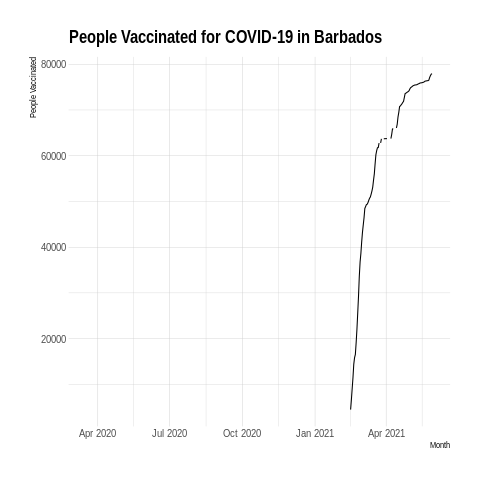 People Vaccinated for COVID-19 in Barbados
People Vaccinated
80000
60000
40000
20000
Apr 2020 Jul 2020 Oct 2020 Jan 2021 Apr 2021
Month